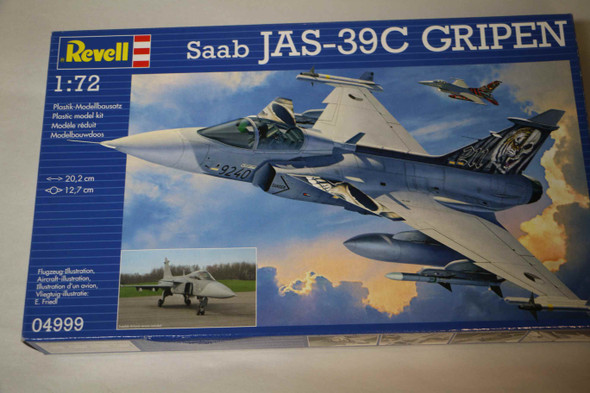 Revell
Saab JAS-39C GRIPEN
1:72
Plastik-Modellbausatz
Plastic model kit
Modèle réduit
Modelbouwdoos
20,2 cm
12,7 cm
9240
Flugzeug-Illustration,
Aircraft-illustration,
Illustration d'un avion,
Vliegtuig-illustratie:
E. Friedl
04999